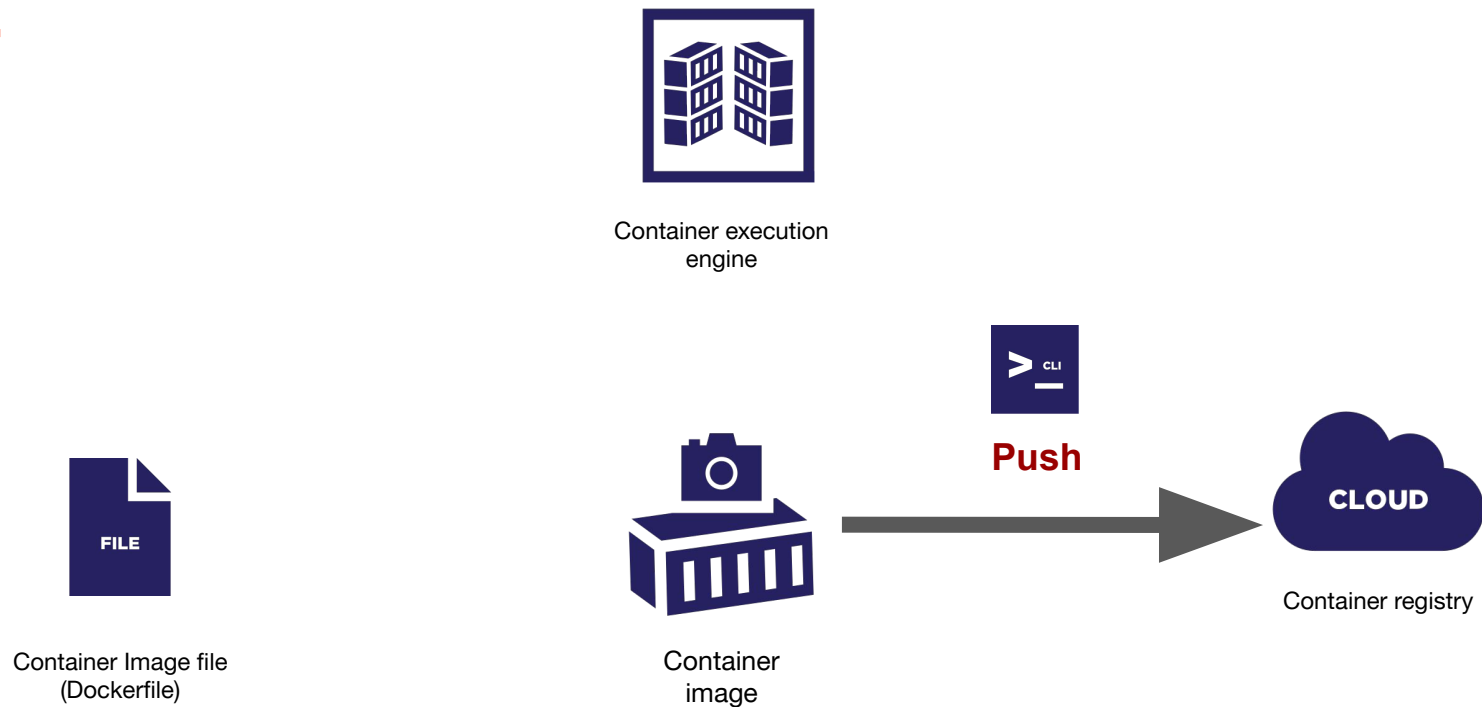 Container execution
engine
>_ CLI
Push
CLOUD
Container registry
FILE
Container Image file
(Dockerfile)
Container
image